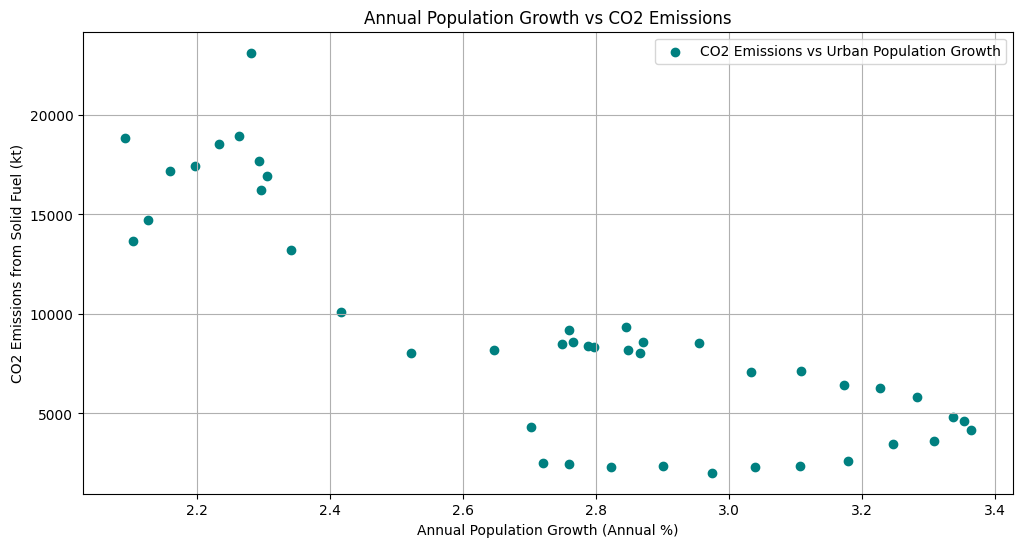 Annual Population Growth vs CO2 Emissions
CO2 Emissions vs Urban Population Growth
CO2 Emissions from Solid Fuel (kt)
20000
15000
10000
5000
2.2 2.4 2.6 2.8 3.0 3.2 3.4
Annual Population Growth (Annual %)